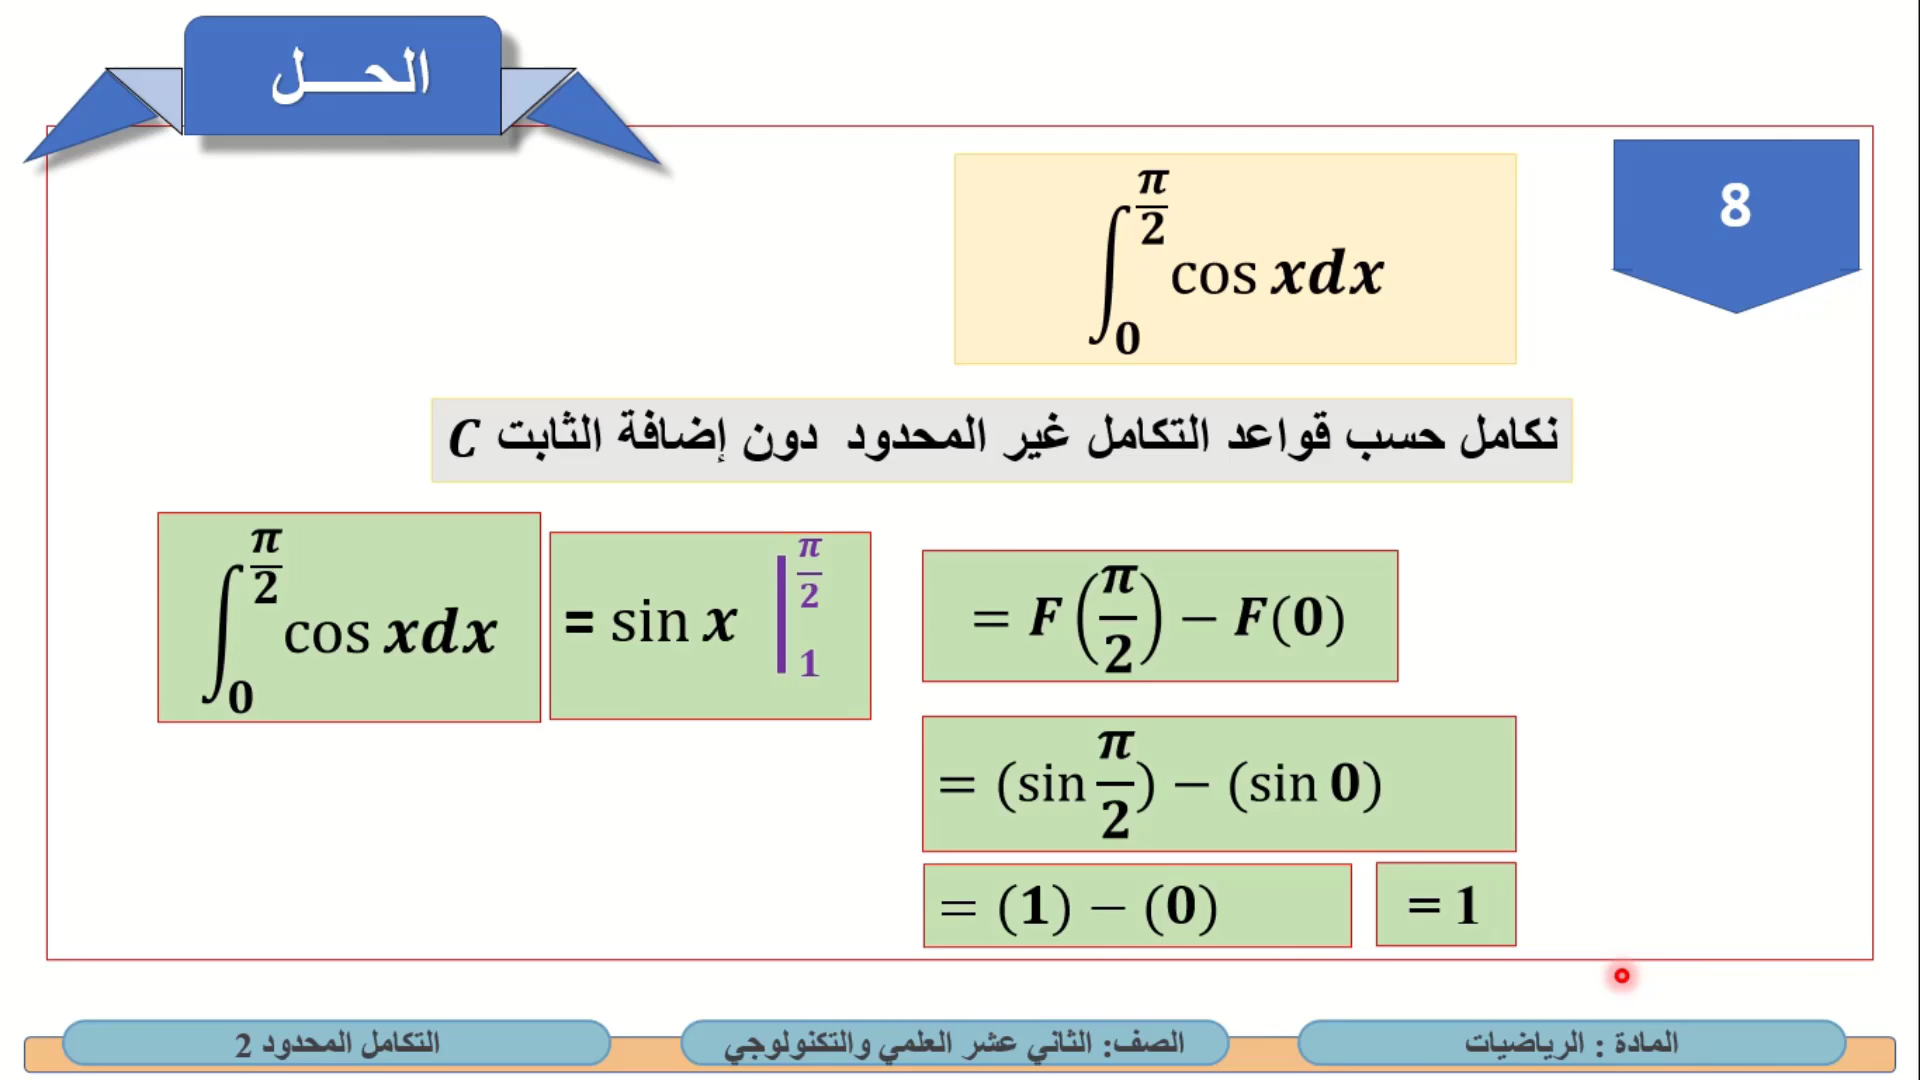 الحـــل
8
∫₀^(π/2) cos xdx
نكامل حسب قواعد التكامل غير المحدود دون إضافة الثابت C
∫₀^(π/2) cos xdx = sin x |₁^(π/2) = F(π/2) − F(0)
= (sin π/2) − (sin 0)
= (1) − (0) = 1
المادة : الرياضيات
الصف: الثاني عشر العلمي والتكنولوجي
التكامل المحدود 2